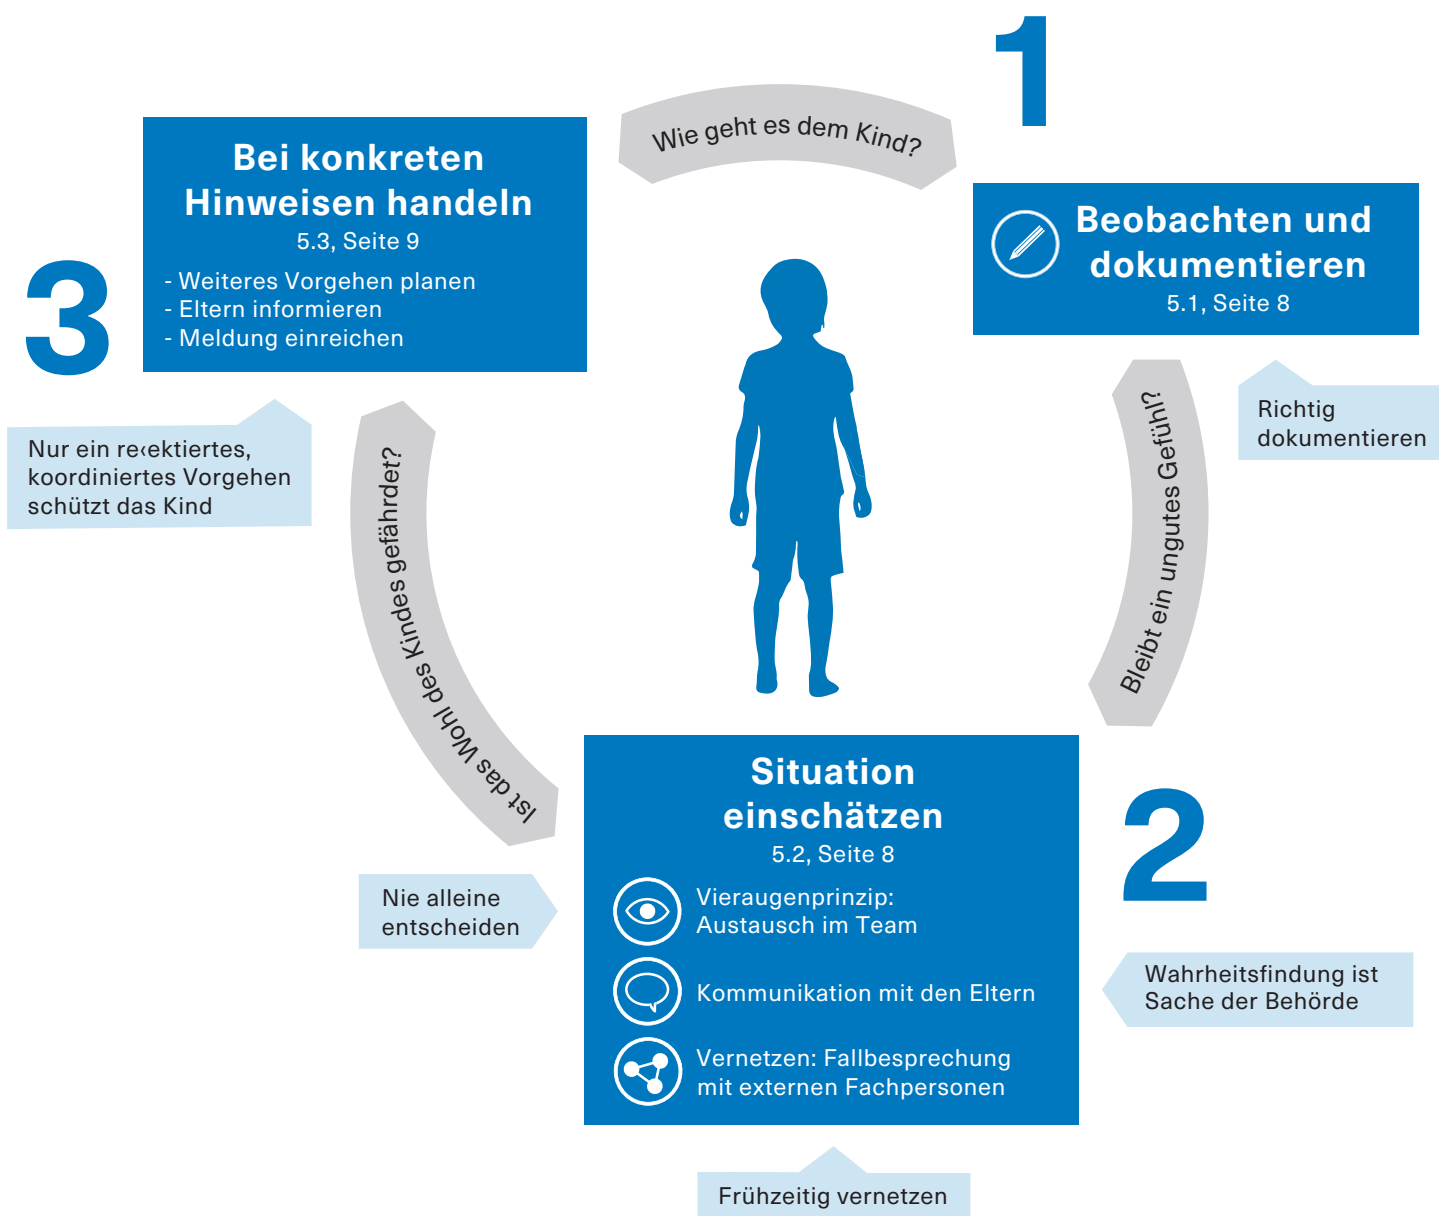 1
Wie geht es dem Kind?
Beobachten und
dokumentieren
5.1, Seite 8
Richtig
dokumentieren
Bleibt ein ungutes Gefühl?
2
Situation
einschätzen
5.2, Seite 8
Vieraugenprinzip:
Austausch im Team
Kommunikation mit den Eltern
Vernetzen: Fallbesprechung
mit externen Fachpersonen
Wahrheitsfindung ist
Sache der Behörde
Nie alleine
entscheiden
Frühzeitig vernetzen
Ist das Wohl des Kindes gefährdet?
3
Bei konkreten
Hinweisen handeln
5.3, Seite 9
- Weiteres Vorgehen planen
- Eltern informieren
- Meldung einreichen
Nur ein re‹ektiertes,
koordiniertes Vorgehen
schützt das Kind